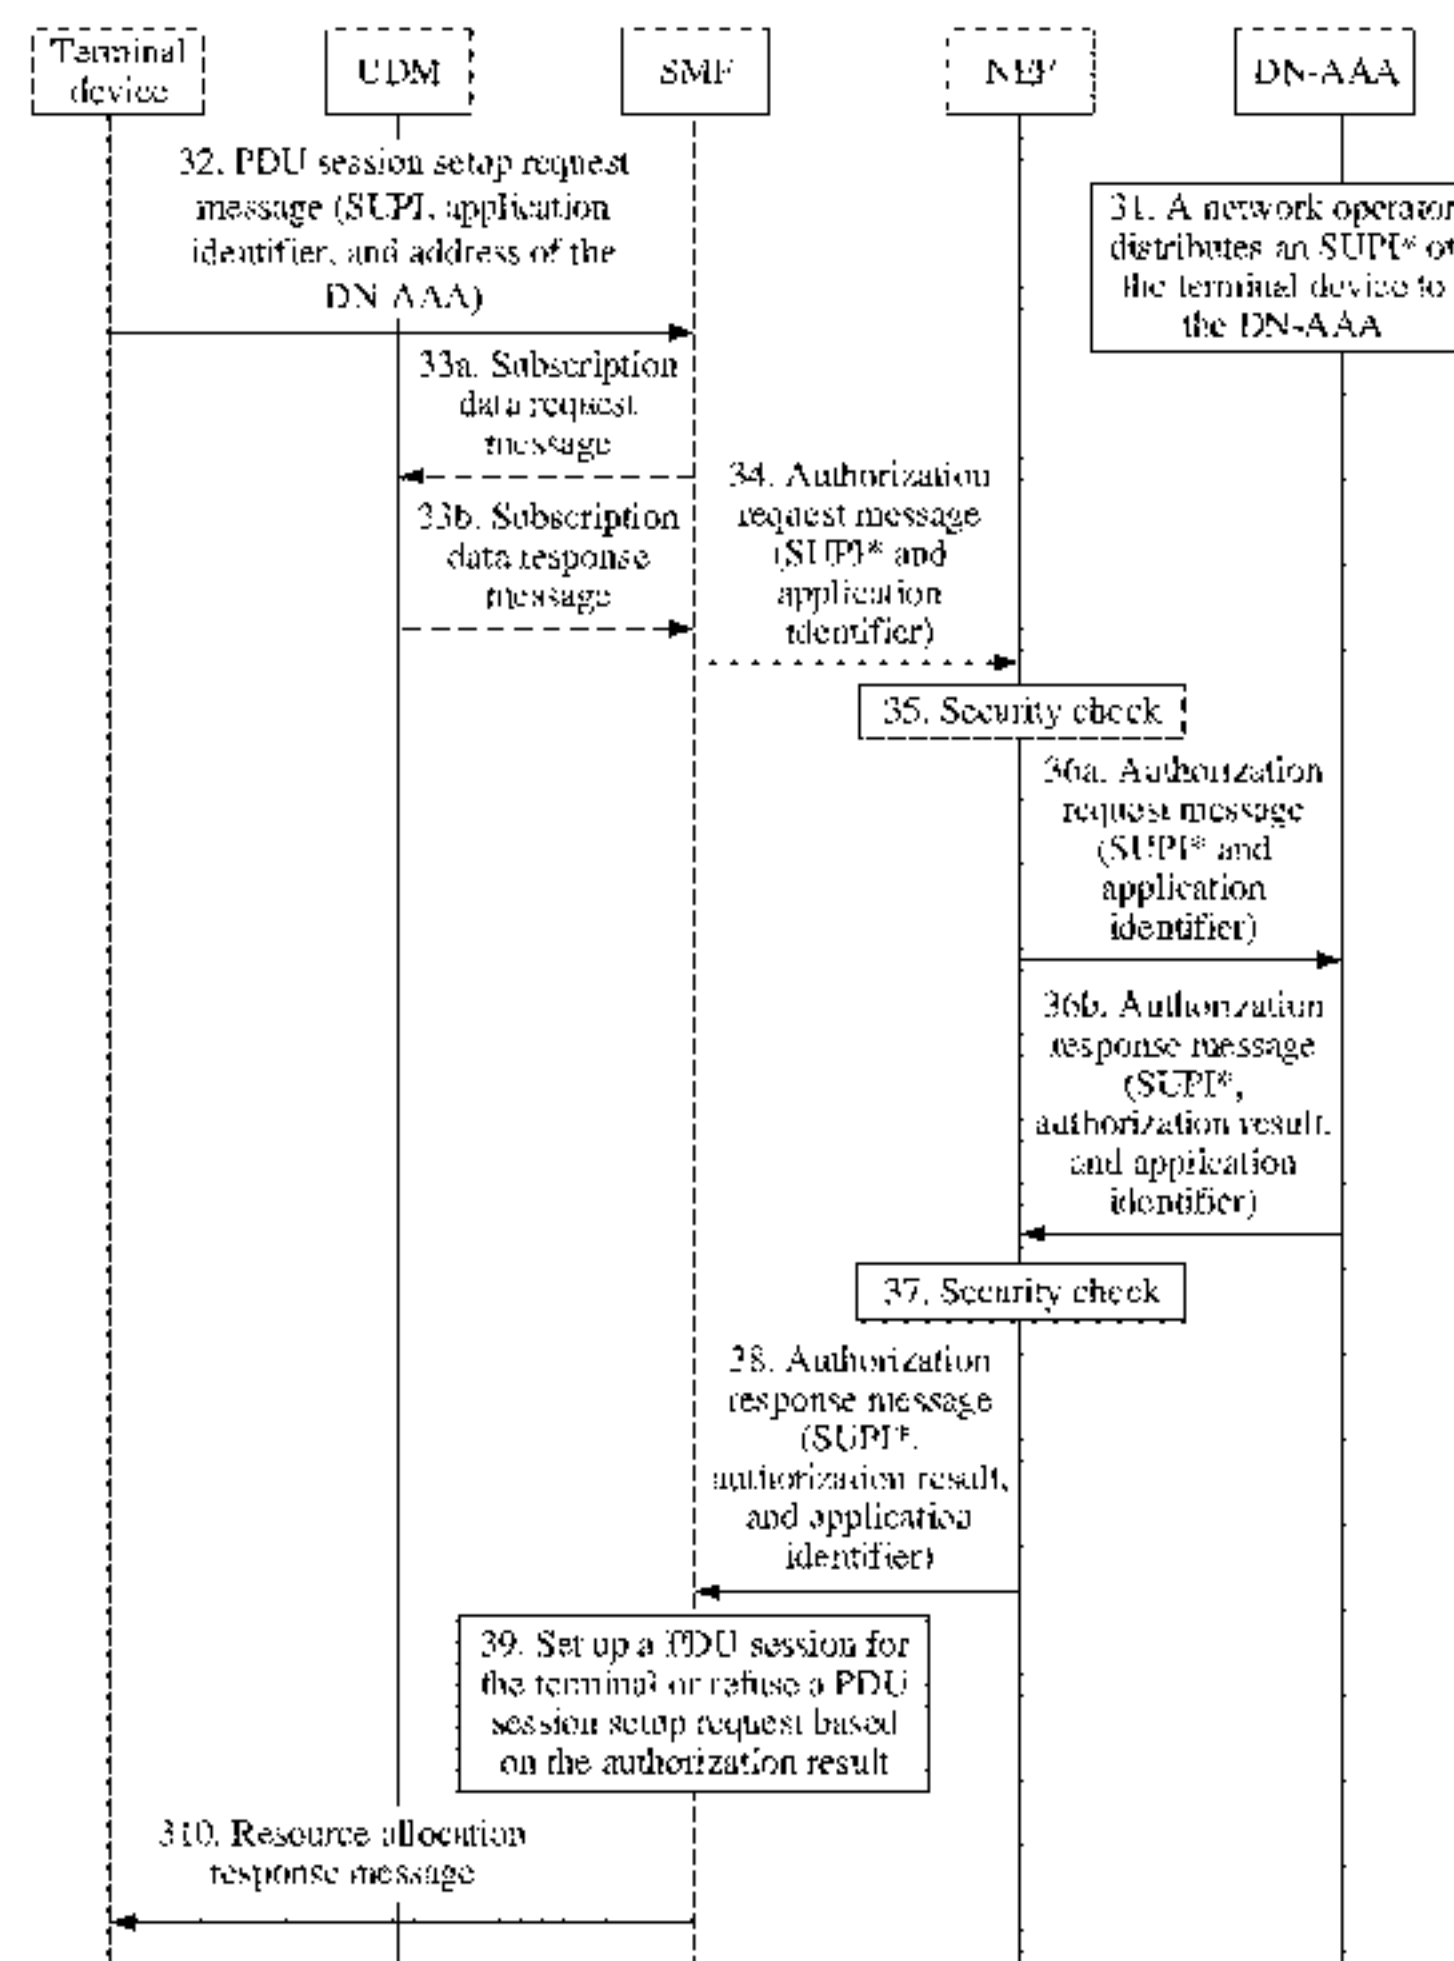 Terminal
device
UDM
SMF
NEF
DN-AAA
32. PDU session setup request
message (SUPI, application
identifier, and address of the
DN-AAA)
31. A network operator
distributes an SUPI* of
the terminal device to
the DN-AAA
33a. Subscription
data request
message
33b. Subscription
data response
message
34. Authorization
request message
(SUPI* and
application
identifier)
35. Security check
36a. Authorization
request message
(SUPI* and
application
identifier)
36b. Authorization
response message
(SUPI*,
authorization result,
and application
identifier)
37. Security check
38. Authorization
response message
(SUPI*,
authorization result,
and application
identifier)
39. Set up a PDU session for
the terminal or refuse a PDU
session setup request based
on the authorization result
310. Resource allocation
response message